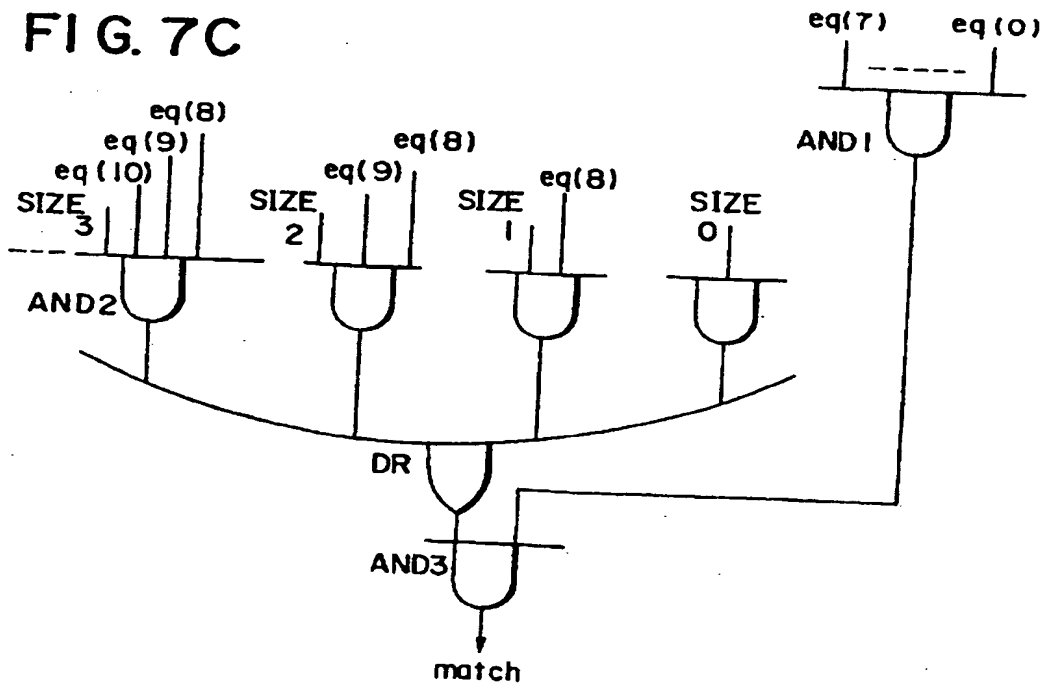 FIG. 7C
eq(7) eq(0)
AND1
eq(8)
eq(9)
eq(10)
SIZE 3
AND2
eq(8)
eq(9)
SIZE 2
eq(8)
SIZE 1
SIZE 0
DR
AND3
match